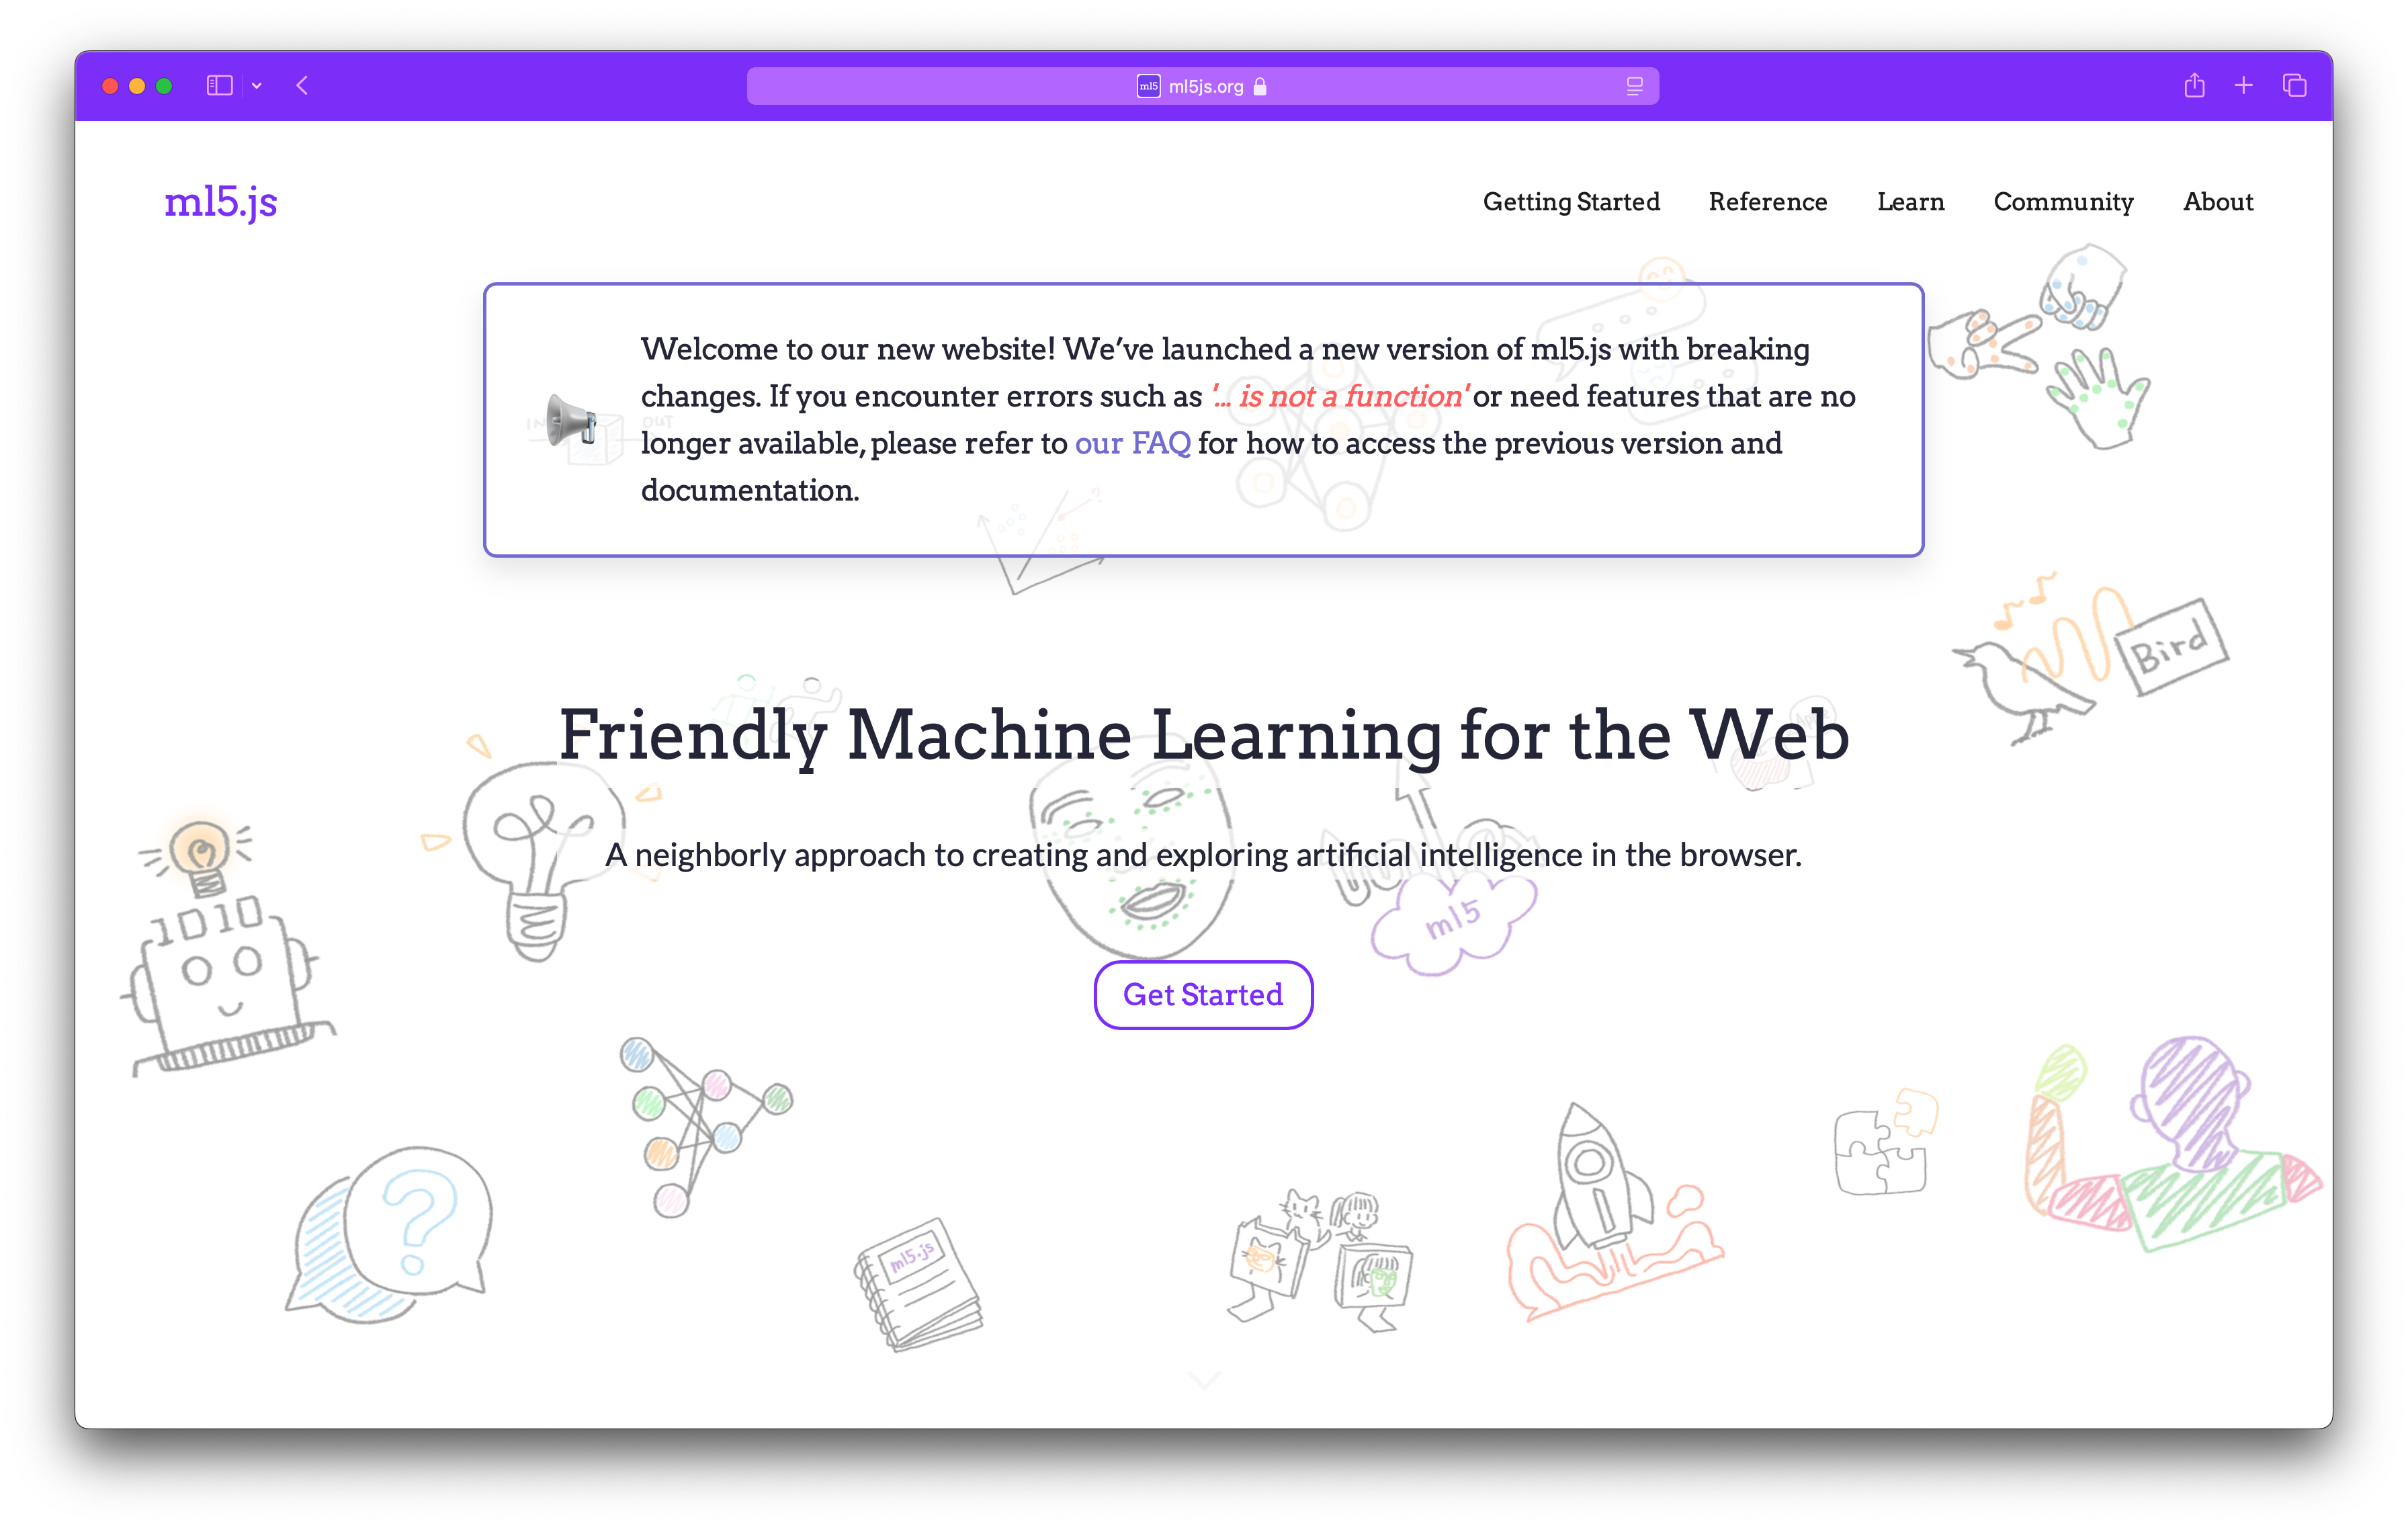 ml5 ml5js.org
ml5.js
Getting Started Reference Learn Community About
Welcome to our new website! We’ve launched a new version of ml5.js with breaking
changes. If you encounter errors such as '... is not a function' or need features that are no
longer available, please refer to our FAQ for how to access the previous version and
documentation.
IN OUT
?
Bird
Friendly Machine Learning for the Web
Apple
A neighborly approach to creating and exploring artificial intelligence in the browser.
1010
ml5
Get Started
?
ml5.js